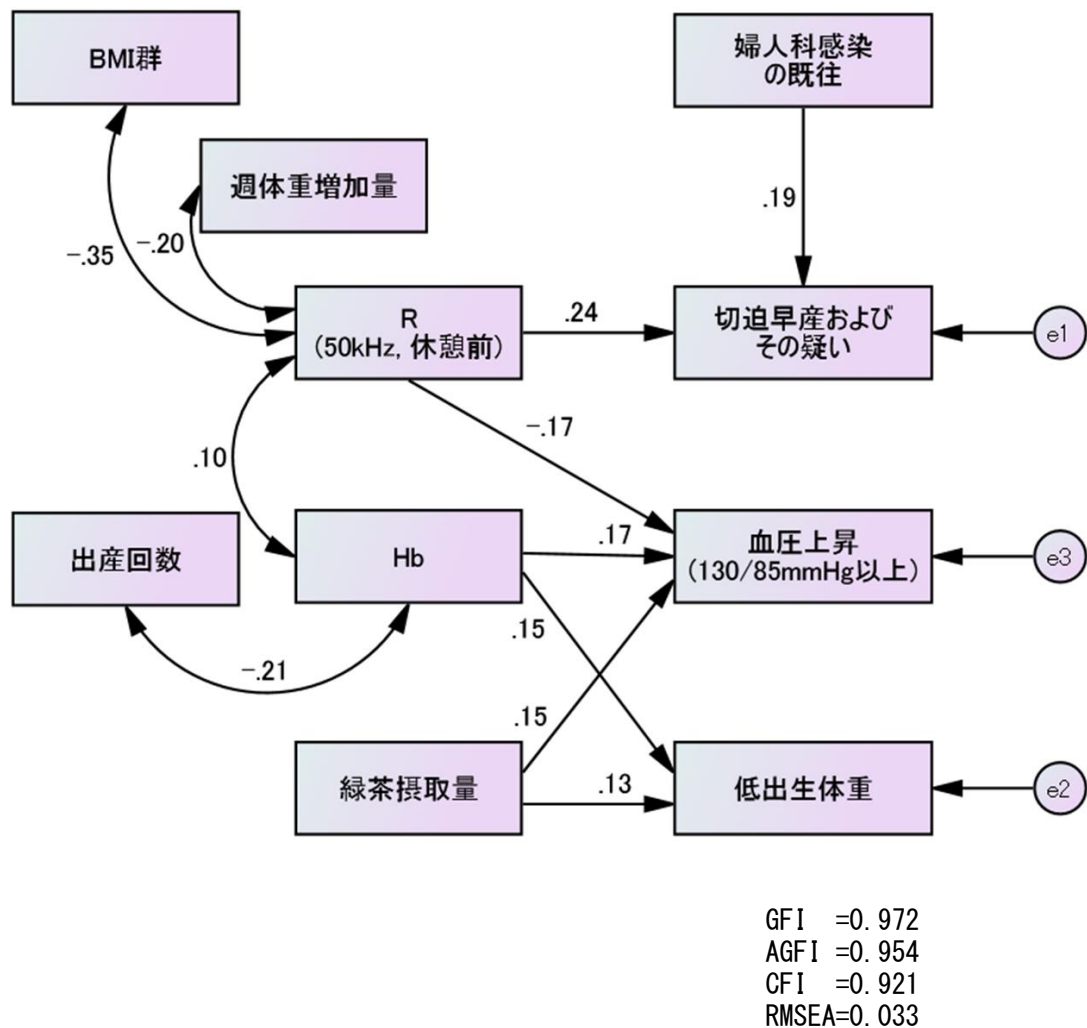 BMI群
婦人科感染
の既往
週体重増加量
.19
-.35
-.20
R
(50kHz, 休憩前)
.24
切迫早産および
その疑い
e1
-.17
.10
出産回数
Hb
.17
血圧上昇
(130/85mmHg以上)
e3
.15
-.21
.15
緑茶摂取量
.13
低出生体重
e2
GFI =0.972
AGFI =0.954
CFI =0.921
RMSEA=0.033